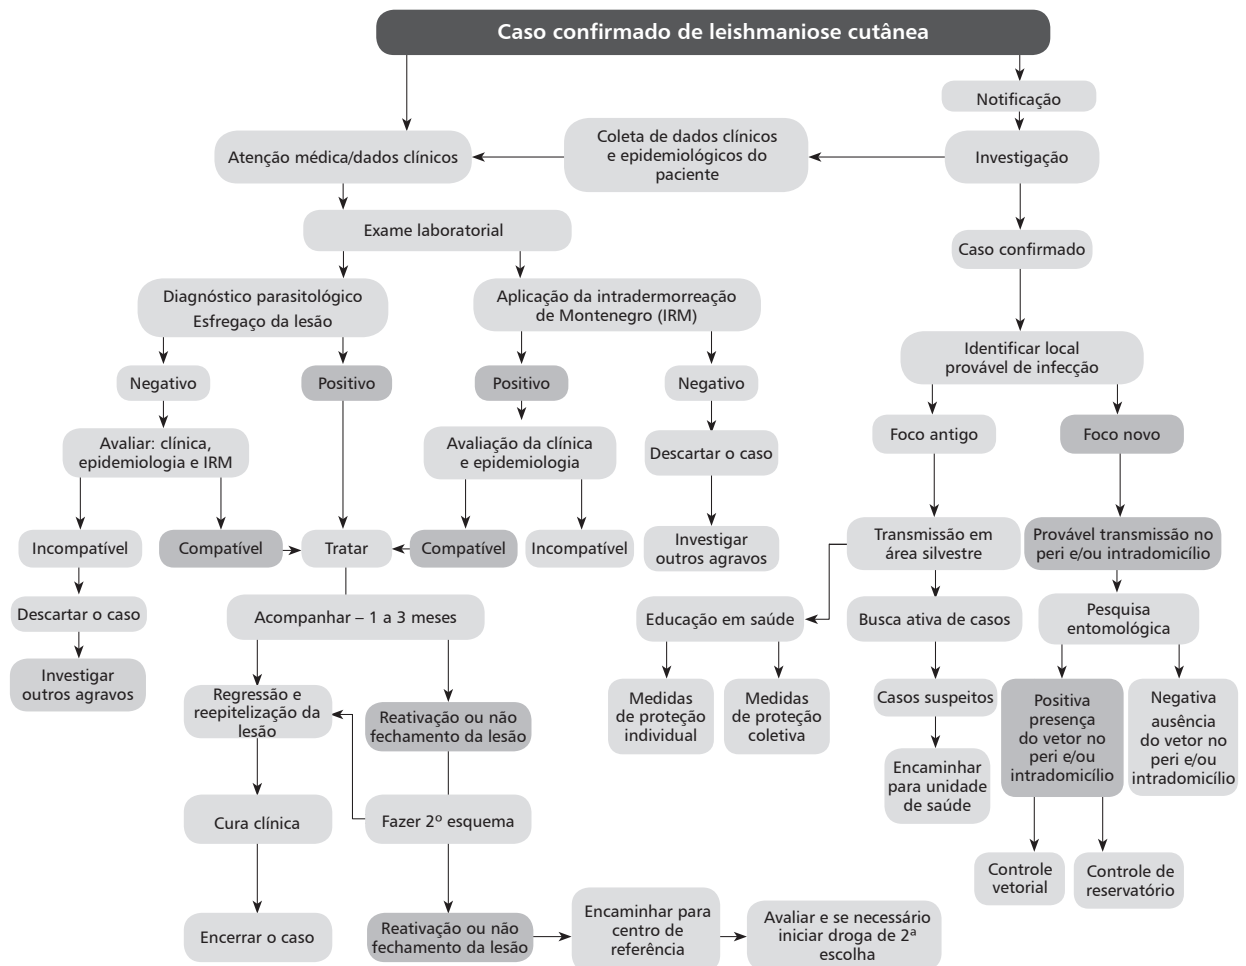 Caso confirmado de leishmaniose cutânea
Notificação
Atenção médica/dados clínicos
Coleta de dados clínicos
e epidemiológicos do
paciente
Investigação
Exame laboratorial
Caso confirmado
Diagnóstico parasitológico
Esfregaço da lesão
Aplicação da intradermorreação
de Montenegro (IRM)
Identificar local
provável de infecção
Negativo
Positivo
Positivo
Negativo
Foco antigo
Foco novo
Avaliar: clínica,
epidemiologia e IRM
Avaliação da clínica
e epidemiologia
Descartar o caso
Incompatível
Compatível
Tratar
Compatível
Incompatível
Investigar
outros agravos
Transmissão em
área silvestre
Provável transmissão no
peri e/ou intradomicílio
Descartar o caso
Acompanhar – 1 a 3 meses
Educação em saúde
Busca ativa de casos
Pesquisa
entomológica
Investigar
outros agravos
Regressão e
reepitelização da
lesão
Reativação ou não
fechamento da lesão
Medidas
de proteção
individual
Medidas
de proteção
coletiva
Casos suspeitos
Positiva
presença
do vetor no
peri e/ou
intradomicílio
Negativa
ausência
do vetor no
peri e/ou
intradomicílio
Encaminhar
para unidade
de saúde
Cura clínica
Fazer 2º esquema
Controle
vetorial
Controle de
reservatório
Encerrar o caso
Reativação ou não
fechamento da lesão
Encaminhar para
centro de
referência
Avaliar e se necessário
iniciar droga de 2ª
escolha